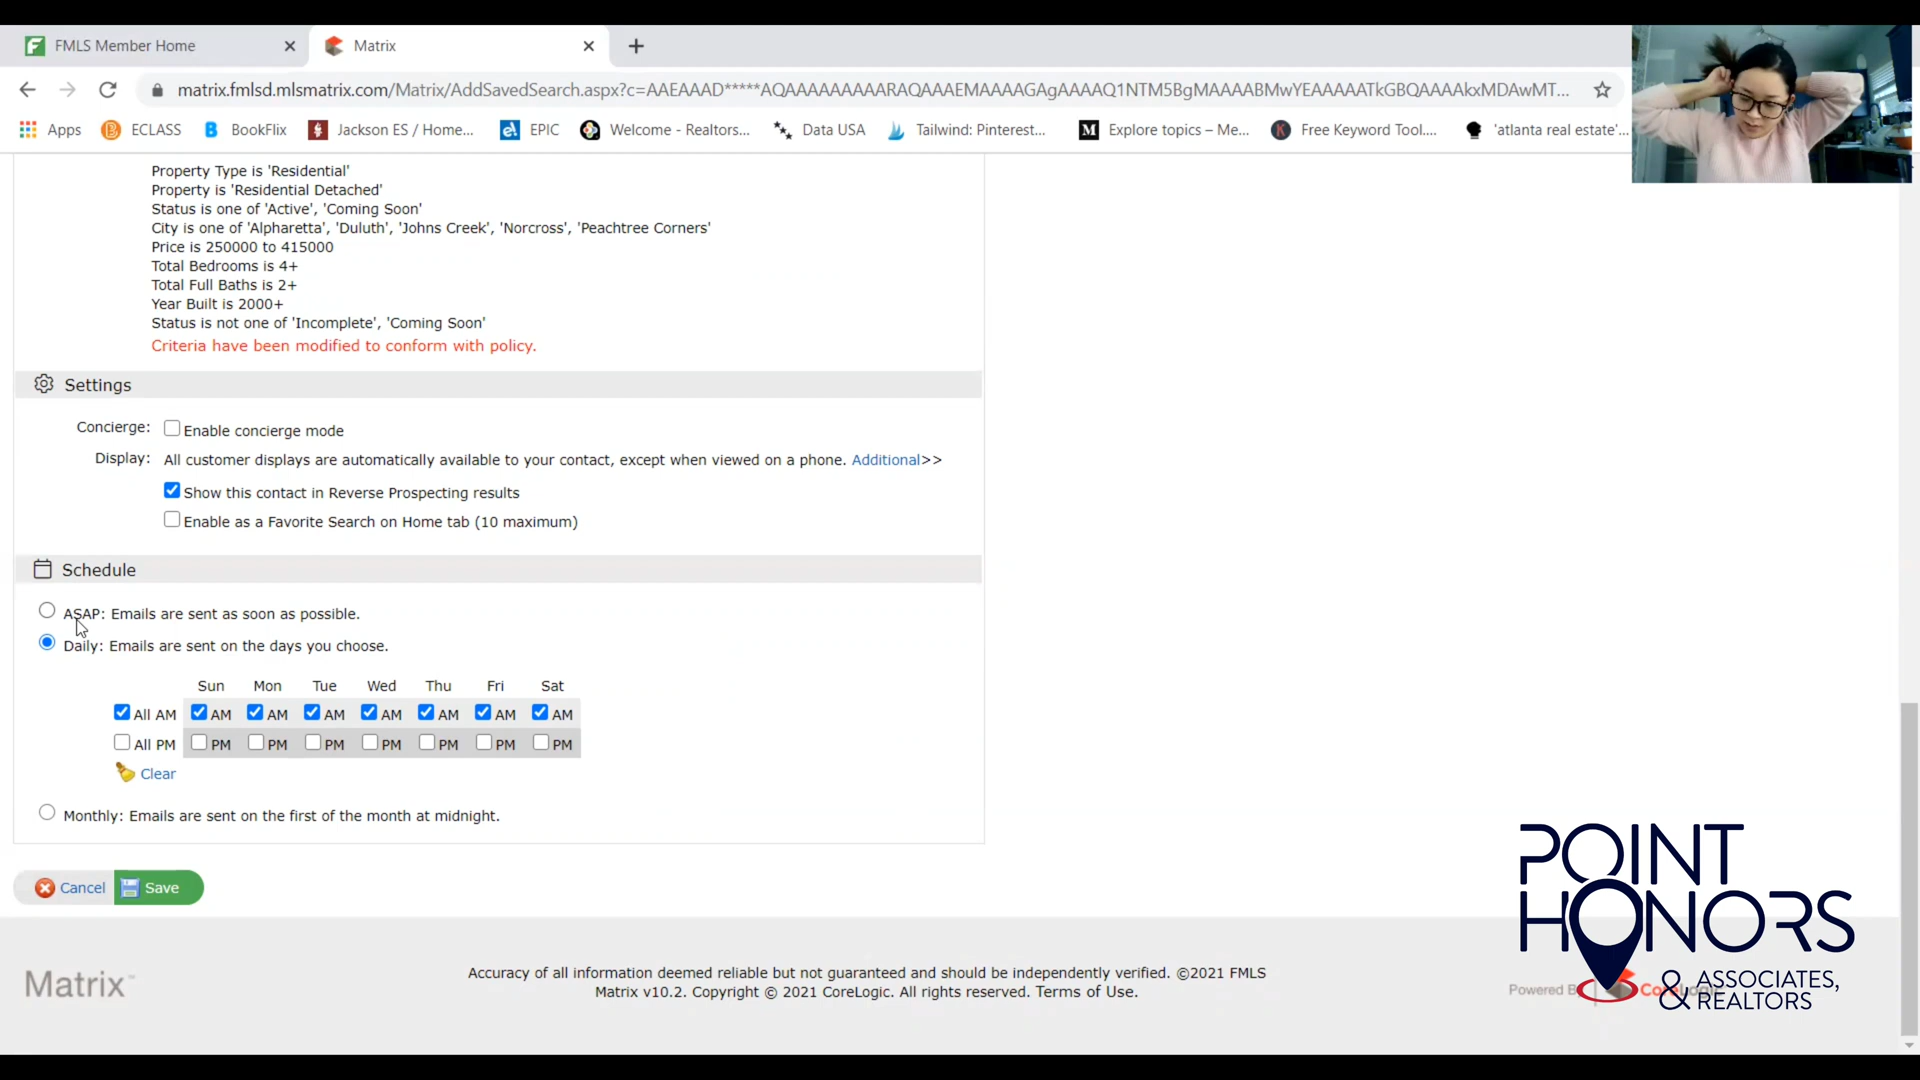 FMLS Member Home
Matrix
matrix.fmlsd.mlsmatrix.com/Matrix/AddSavedSearch.aspx?c=AAEAAAD*****AQAAAAAAAAARAQAAAEMAAAAGAgAAAAQ1NTM5BgMAAAABMwYEAAAAATkGBQAAAAkxMDAwMT...
Apps
ECLASS
BookFlix
Jackson ES / Home...
EPIC
Welcome - Realtors...
Data USA
Tailwind: Pinterest...
Explore topics – Me...
Free Keyword Tool....
'atlanta real estate'...
Property Type is 'Residential'
Property is 'Residential Detached'
Status is one of 'Active', 'Coming Soon'
City is one of 'Alpharetta', 'Duluth', 'Johns Creek', 'Norcross', 'Peachtree Corners'
Price is 250000 to 415000
Total Bedrooms is 4+
Total Full Baths is 2+
Year Built is 2000+
Status is not one of 'Incomplete', 'Coming Soon'
Criteria have been modified to conform with policy.
Settings
Concierge: Enable concierge mode
Display: All customer displays are automatically available to your contact, except when viewed on a phone. Additional>>
Show this contact in Reverse Prospecting results
Enable as a Favorite Search on Home tab (10 maximum)
Schedule
ASAP: Emails are sent as soon as possible.
Daily: Emails are sent on the days you choose.
Sun Mon Tue Wed Thu Fri Sat
All AM AM AM AM AM AM AM AM
All PM PM PM PM PM PM PM PM
Clear
Monthly: Emails are sent on the first of the month at midnight.
Cancel Save
POINT
HONORS
& ASSOCIATES,
REALTORS
Matrix™
Accuracy of all information deemed reliable but not guaranteed and should be independently verified. ©2021 FMLS
Matrix v10.2. Copyright © 2021 CoreLogic. All rights reserved. Terms of Use.
Powered